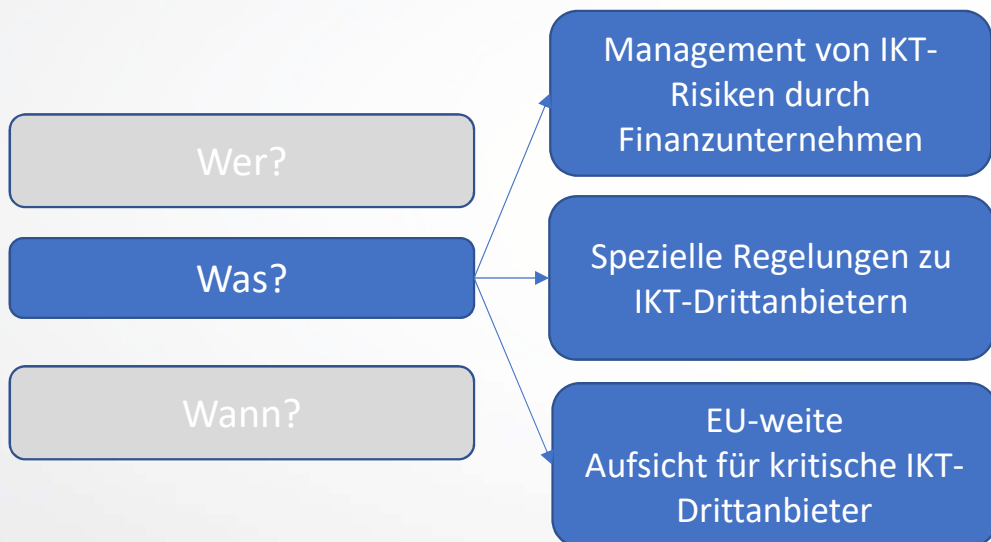 Wer?
Was?
Wann?
Management von IKT-
Risiken durch
Finanzunternehmen
Spezielle Regelungen zu
IKT-Drittanbietern
EU-weite
Aufsicht für kritische IKT-
Drittanbieter